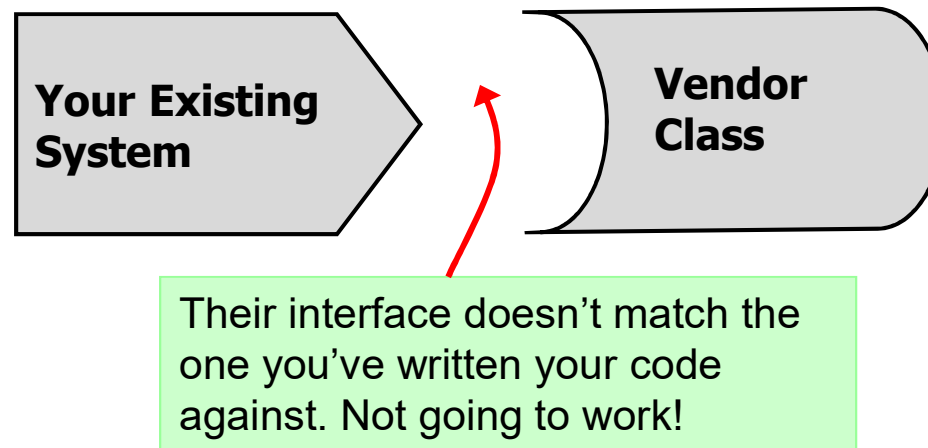 Your Existing
System
Vendor
Class
Their interface doesn’t match the
one you’ve written your code
against. Not going to work!